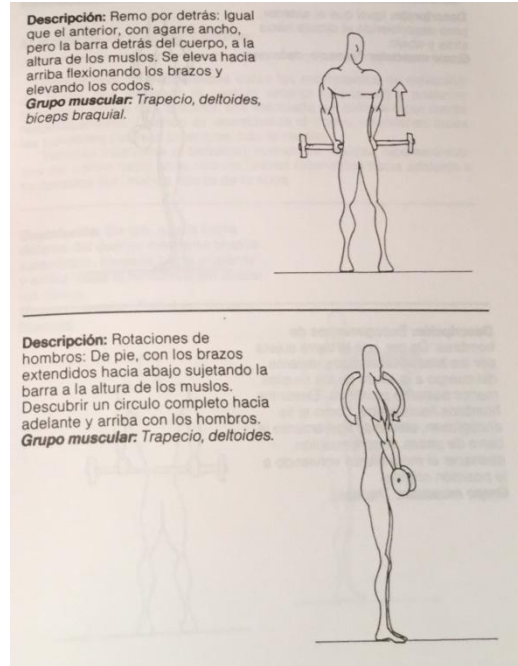 Descripción: Remo por detrás: Igual
que el anterior, con agarre ancho,
pero la barra detrás del cuerpo, a la
altura de los muslos. Se eleva hacia
arriba flexionando los brazos y
elevando los codos.
Grupo muscular: Trapecio, deltoides,
biceps braquial.
Descripción: Rotaciones de
hombros: De pie, con los brazos
extendidos hacia abajo sujetando la
barra a la altura de los muslos.
Descubrir un circulo completo hacia
adelante y arriba con los hombros.
Grupo muscular: Trapecio, deltoides.